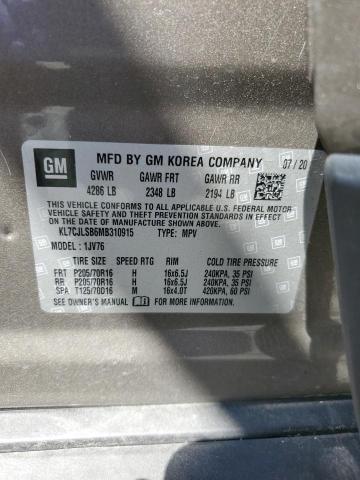 GM MFD BY GM KOREA COMPANY 07/20
GVWR GAWR FRT GAWR RR
4286 LB 2348 LB 2194 LB
THIS VEHICLE CONFORMS TO ALL APPLICABLE U.S. FEDERAL
MOTOR VEHICLE SAFETY, BUMPER, AND THEFT PREVENTION
STANDARDS IN EFFECT ON THE DATE OF MANUFACTURE SHOWN ABOVE.
KL7CJLSB6MB310915 TYPE: MPV
MODEL: 1JV76
TIRE SIZE SPEED RTG RIM COLD TIRE PRESSURE
FRT P205/70R16 H 16x6.5J 240KPA, 35 PSI
RR P205/70R16 H 16x6.5J 240KPA, 35 PSI
SPA T125/70D16 M 16x4.0T 420KPA, 60 PSI
SEE OWNER'S MANUAL FOR MORE INFORMATION.